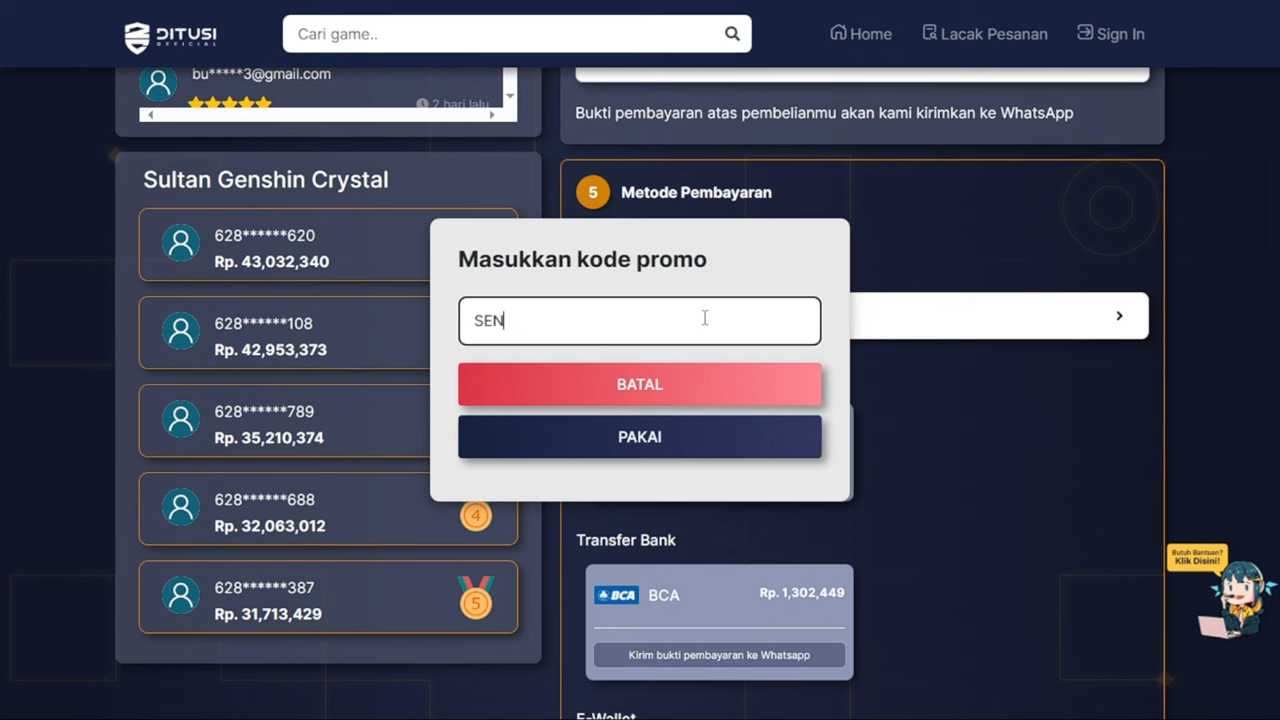 DITUSI
OFFICIAL
Cari game..
Home
Lacak Pesanan
Sign In
bu*****3@gmail.com
2 hari lalu
Sultan Genshin Crystal
628******620
Rp. 43,032,340
628******108
Rp. 42,953,373
628******789
Rp. 35,210,374
628******688
Rp. 32,063,012
4
628******387
Rp. 31,713,429
5
Bukti pembayaran atas pembelianmu akan kami kirimkan ke WhatsApp
5 Metode Pembayaran
Masukkan kode promo
SEN
BATAL
PAKAI
Transfer Bank
BCA BCA Rp. 1,302,449
Kirim bukti pembayaran ke Whatsapp
E-Wallet
Butuh Bantuan?
Klik Disini!